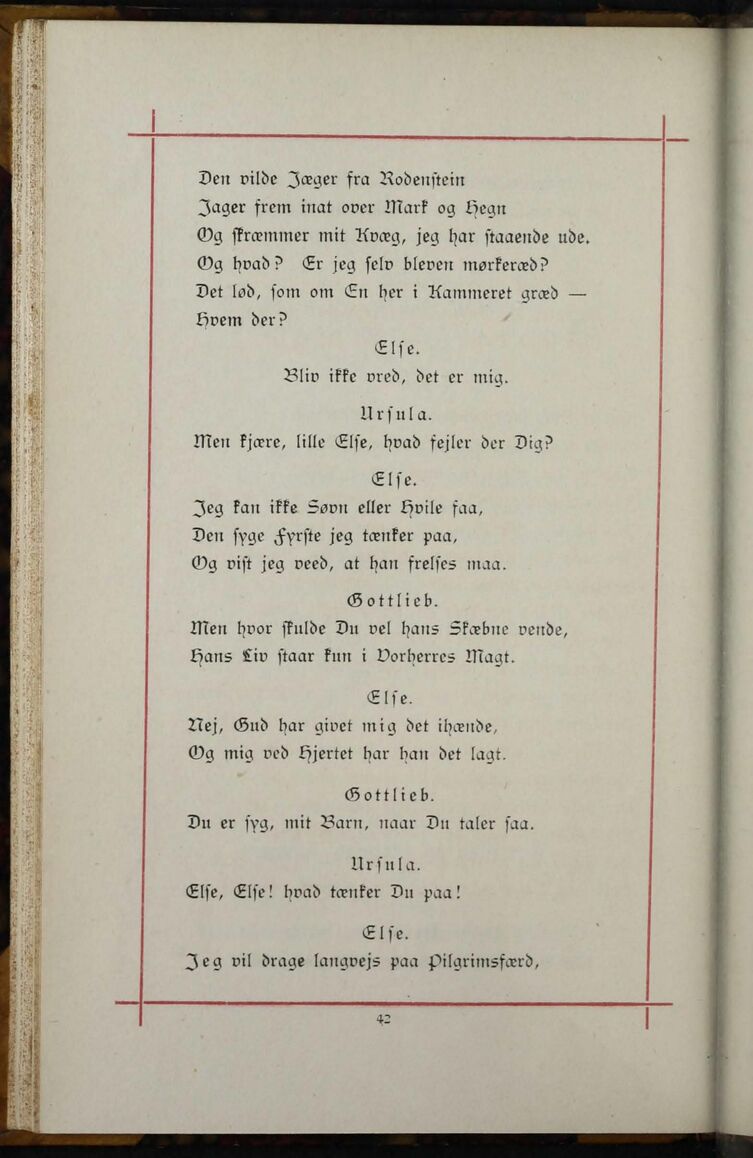 Den vilde Jæger fra Rodenstein
Jager frem inat over Mark og Hegn
Og skræmmer mit Kvæg, jeg har staaende ude.
Og hvad? Er jeg selv bleven mørkeræd?
Det lød, som om En her i Kammeret græd —
Hvem der?
Else.
Bliv ikke vred, det er mig.
Ursula.
Men kjære, lille Else, hvad fejler der Dig?
Else.
Jeg kan ikke Søvn eller Hvile faa,
Den syge Fyrste jeg tænker paa,
Og vist jeg veed, at han frelses maa.
Gottlieb.
Men hvor skulde Du vel hans Skæbne vende,
Hans Liv staar kun i Vorherres Magt.
Else.
Nej, Gud har givet mig det ihænde,
Og mig ved Hjertet har han det lagt.
Gottlieb.
Du er syg, mit Barn, naar Du taler saa.
Ursula.
Else, Else! hvad tænker Du paa!
Else.
Jeg vil drage langvejs paa Pilgrimsfærd,
42